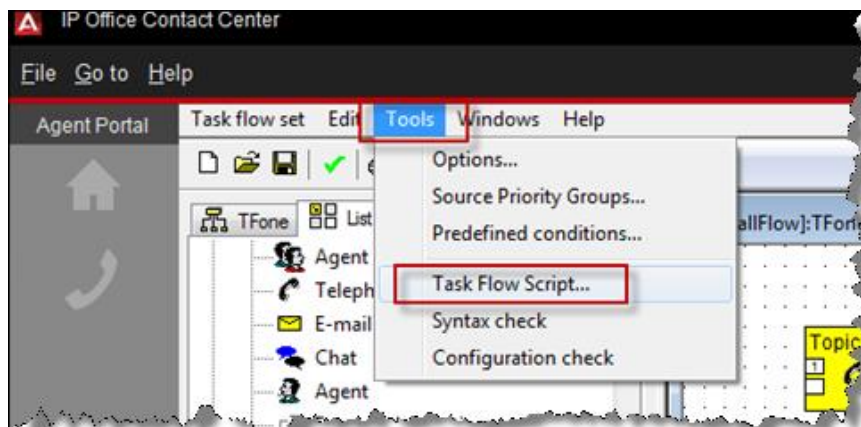 IP Office Contact Center
File Go to Help
Agent Portal
Task flow set Edit Tools Windows Help
Options...
Source Priority Groups...
Predefined conditions...
Task Flow Script...
Syntax check
Configuration check
TFone List
Agent
Teleph
E-mail
Chat
Agent
allFlow]:TFon
Topic
1